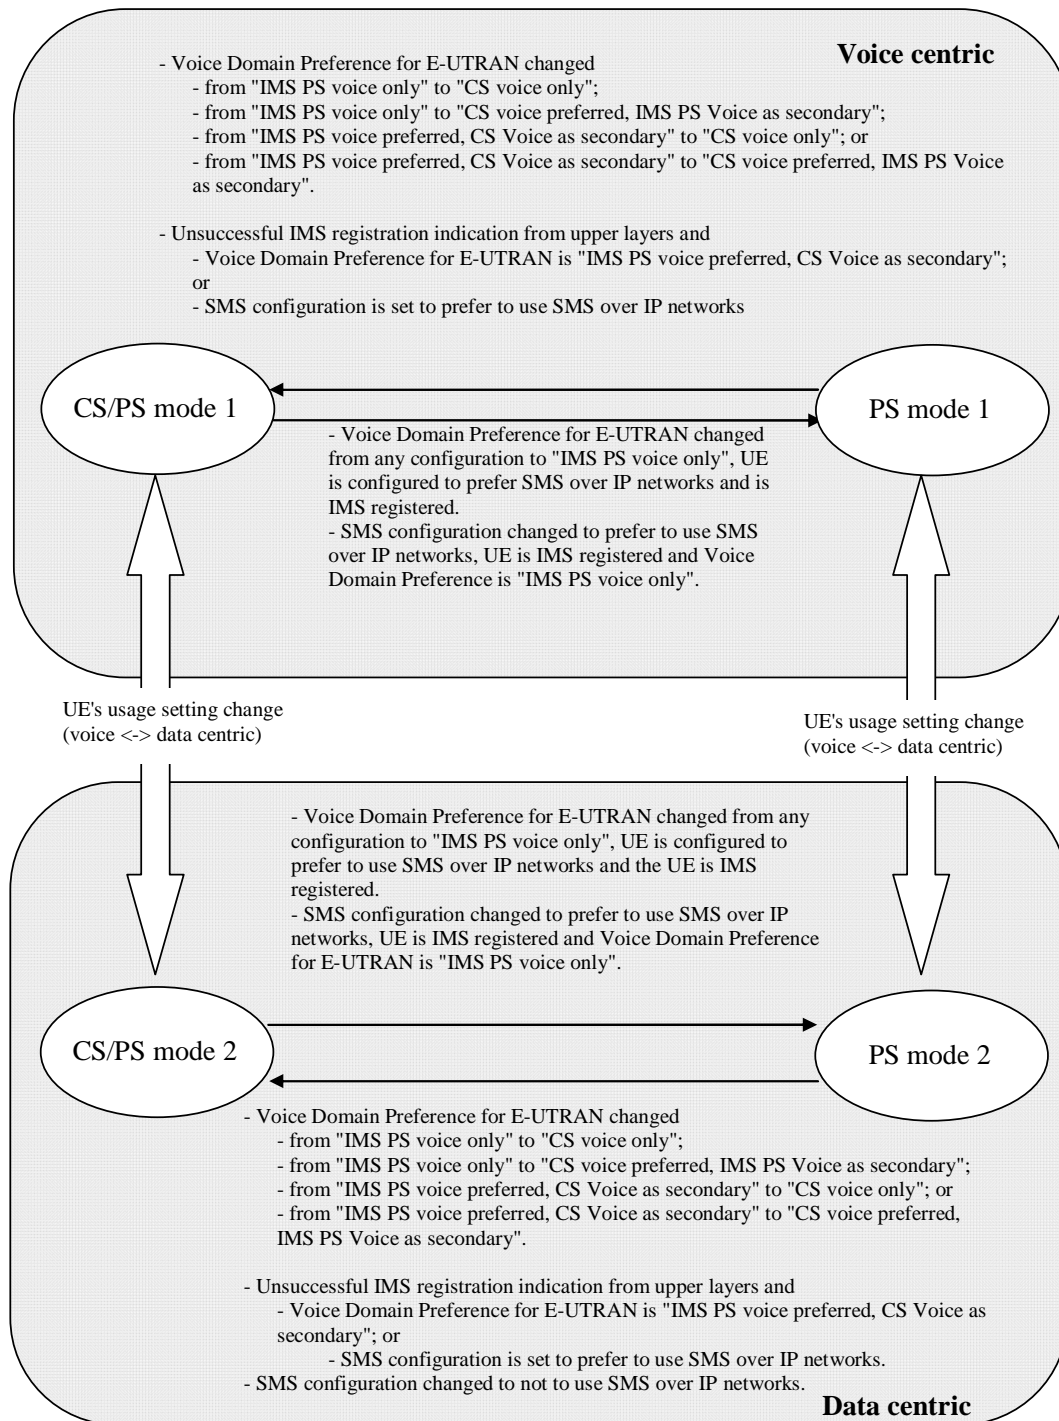 Voice centric
- Voice Domain Preference for E-UTRAN changed
- from "IMS PS voice only" to "CS voice only";
- from "IMS PS voice only" to "CS voice preferred, IMS PS Voice as secondary";
- from "IMS PS voice preferred, CS Voice as secondary" to "CS voice only"; or
- from "IMS PS voice preferred, CS Voice as secondary" to "CS voice preferred, IMS PS Voice
as secondary".
- Unsuccessful IMS registration indication from upper layers and
- Voice Domain Preference for E-UTRAN is "IMS PS voice preferred, CS Voice as secondary";
or
- SMS configuration is set to prefer to use SMS over IP networks
CS/PS mode 1
PS mode 1
- Voice Domain Preference for E-UTRAN changed
from any configuration to "IMS PS voice only", UE
is configured to prefer SMS over IP networks and is
IMS registered.
- SMS configuration changed to prefer to use SMS
over IP networks, UE is IMS registered and Voice
Domain Preference is "IMS PS voice only".
UE's usage setting change
(voice <-> data centric)
UE's usage setting change
(voice <-> data centric)
- Voice Domain Preference for E-UTRAN changed from any
configuration to "IMS PS voice only", UE is configured to
prefer to use SMS over IP networks and the UE is IMS
registered.
- SMS configuration changed to prefer to use SMS over IP
networks, UE is IMS registered and Voice Domain Preference
for E-UTRAN is "IMS PS voice only".
CS/PS mode 2
PS mode 2
- Voice Domain Preference for E-UTRAN changed
- from "IMS PS voice only" to "CS voice only";
- from "IMS PS voice only" to "CS voice preferred, IMS PS Voice as secondary";
- from "IMS PS voice preferred, CS Voice as secondary" to "CS voice only"; or
- from "IMS PS voice preferred, CS Voice as secondary" to "CS voice preferred,
IMS PS Voice as secondary".
- Unsuccessful IMS registration indication from upper layers and
- Voice Domain Preference for E-UTRAN is "IMS PS voice preferred, CS Voice as
secondary"; or
- SMS configuration is set to prefer to use SMS over IP networks.
- SMS configuration changed to not to use SMS over IP networks.
Data centric